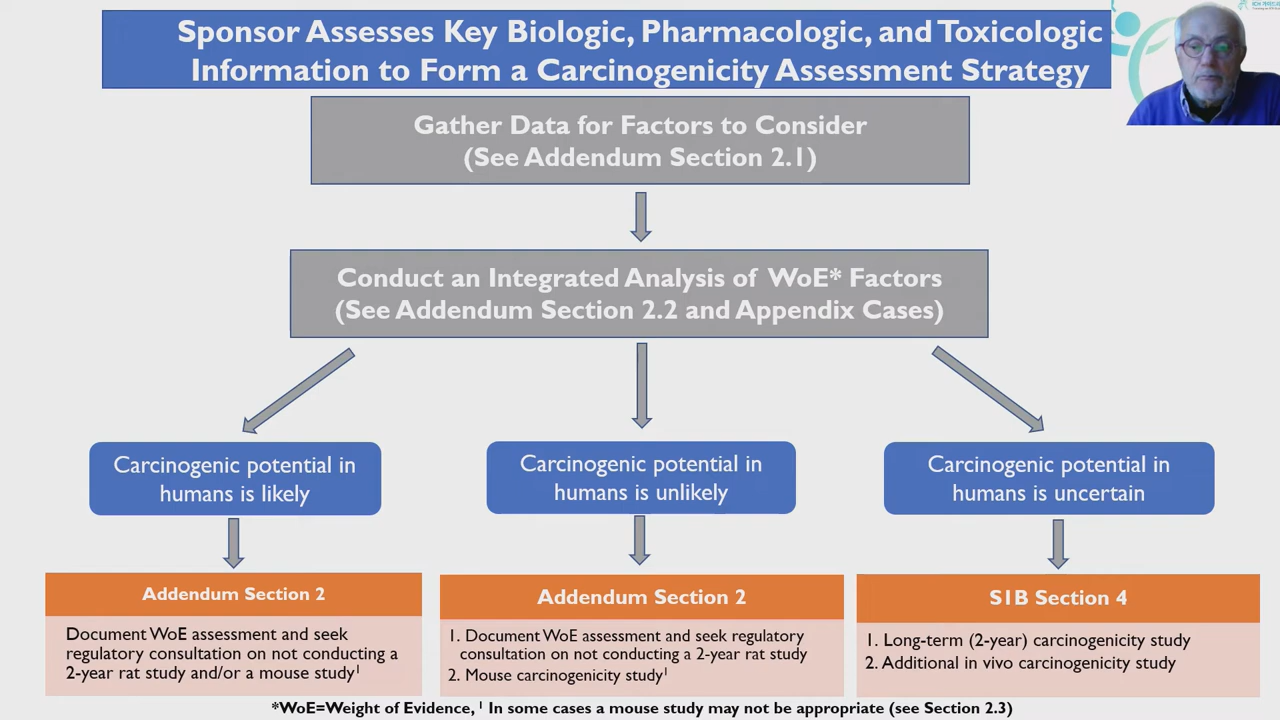 Sponsor Assesses Key Biologic, Pharmacologic, and Toxicologic
Information to Form a Carcinogenicity Assessment Strategy
Gather Data for Factors to Consider
(See Addendum Section 2.1)
Conduct an Integrated Analysis of WoE* Factors
(See Addendum Section 2.2 and Appendix Cases)
Carcinogenic potential in
humans is likely
Carcinogenic potential in
humans is unlikely
Carcinogenic potential in
humans is uncertain
Addendum Section 2
Document WoE assessment and seek
regulatory consultation on not conducting a
2-year rat study and/or a mouse study¹
Addendum Section 2
1. Document WoE assessment and seek regulatory
consultation on not conducting a 2-year rat study
2. Mouse carcinogenicity study¹
S1B Section 4
1. Long-term (2-year) carcinogenicity study
2. Additional in vivo carcinogenicity study
*WoE=Weight of Evidence, ¹ In some cases a mouse study may not be appropriate (see Section 2.3)